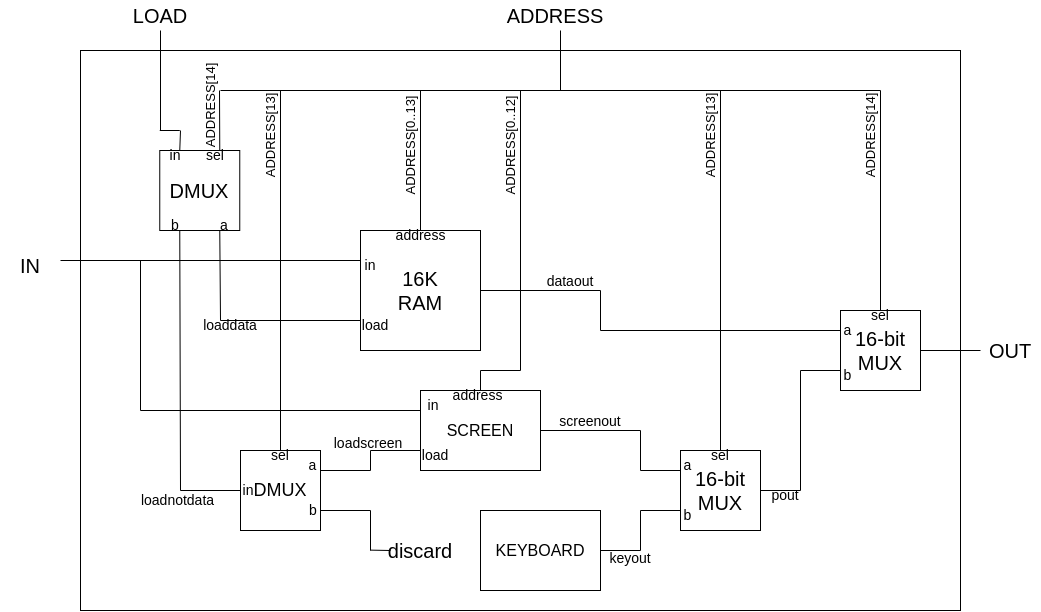 LOAD
ADDRESS
ADDRESS[14]
ADDRESS[13]
ADDRESS[0..13]
ADDRESS[0..12]
ADDRESS[13]
ADDRESS[14]
in
sel
DMUX
b
a
IN
address
in
16K
RAM
load
loaddata
dataout
sel
a
16-bit
MUX
b
OUT
address
in
SCREEN
load
loadscreen
screenout
sel
a
in
DMUX
b
loadnotdata
discard
KEYBOARD
keyout
sel
a
16-bit
MUX
b
pout